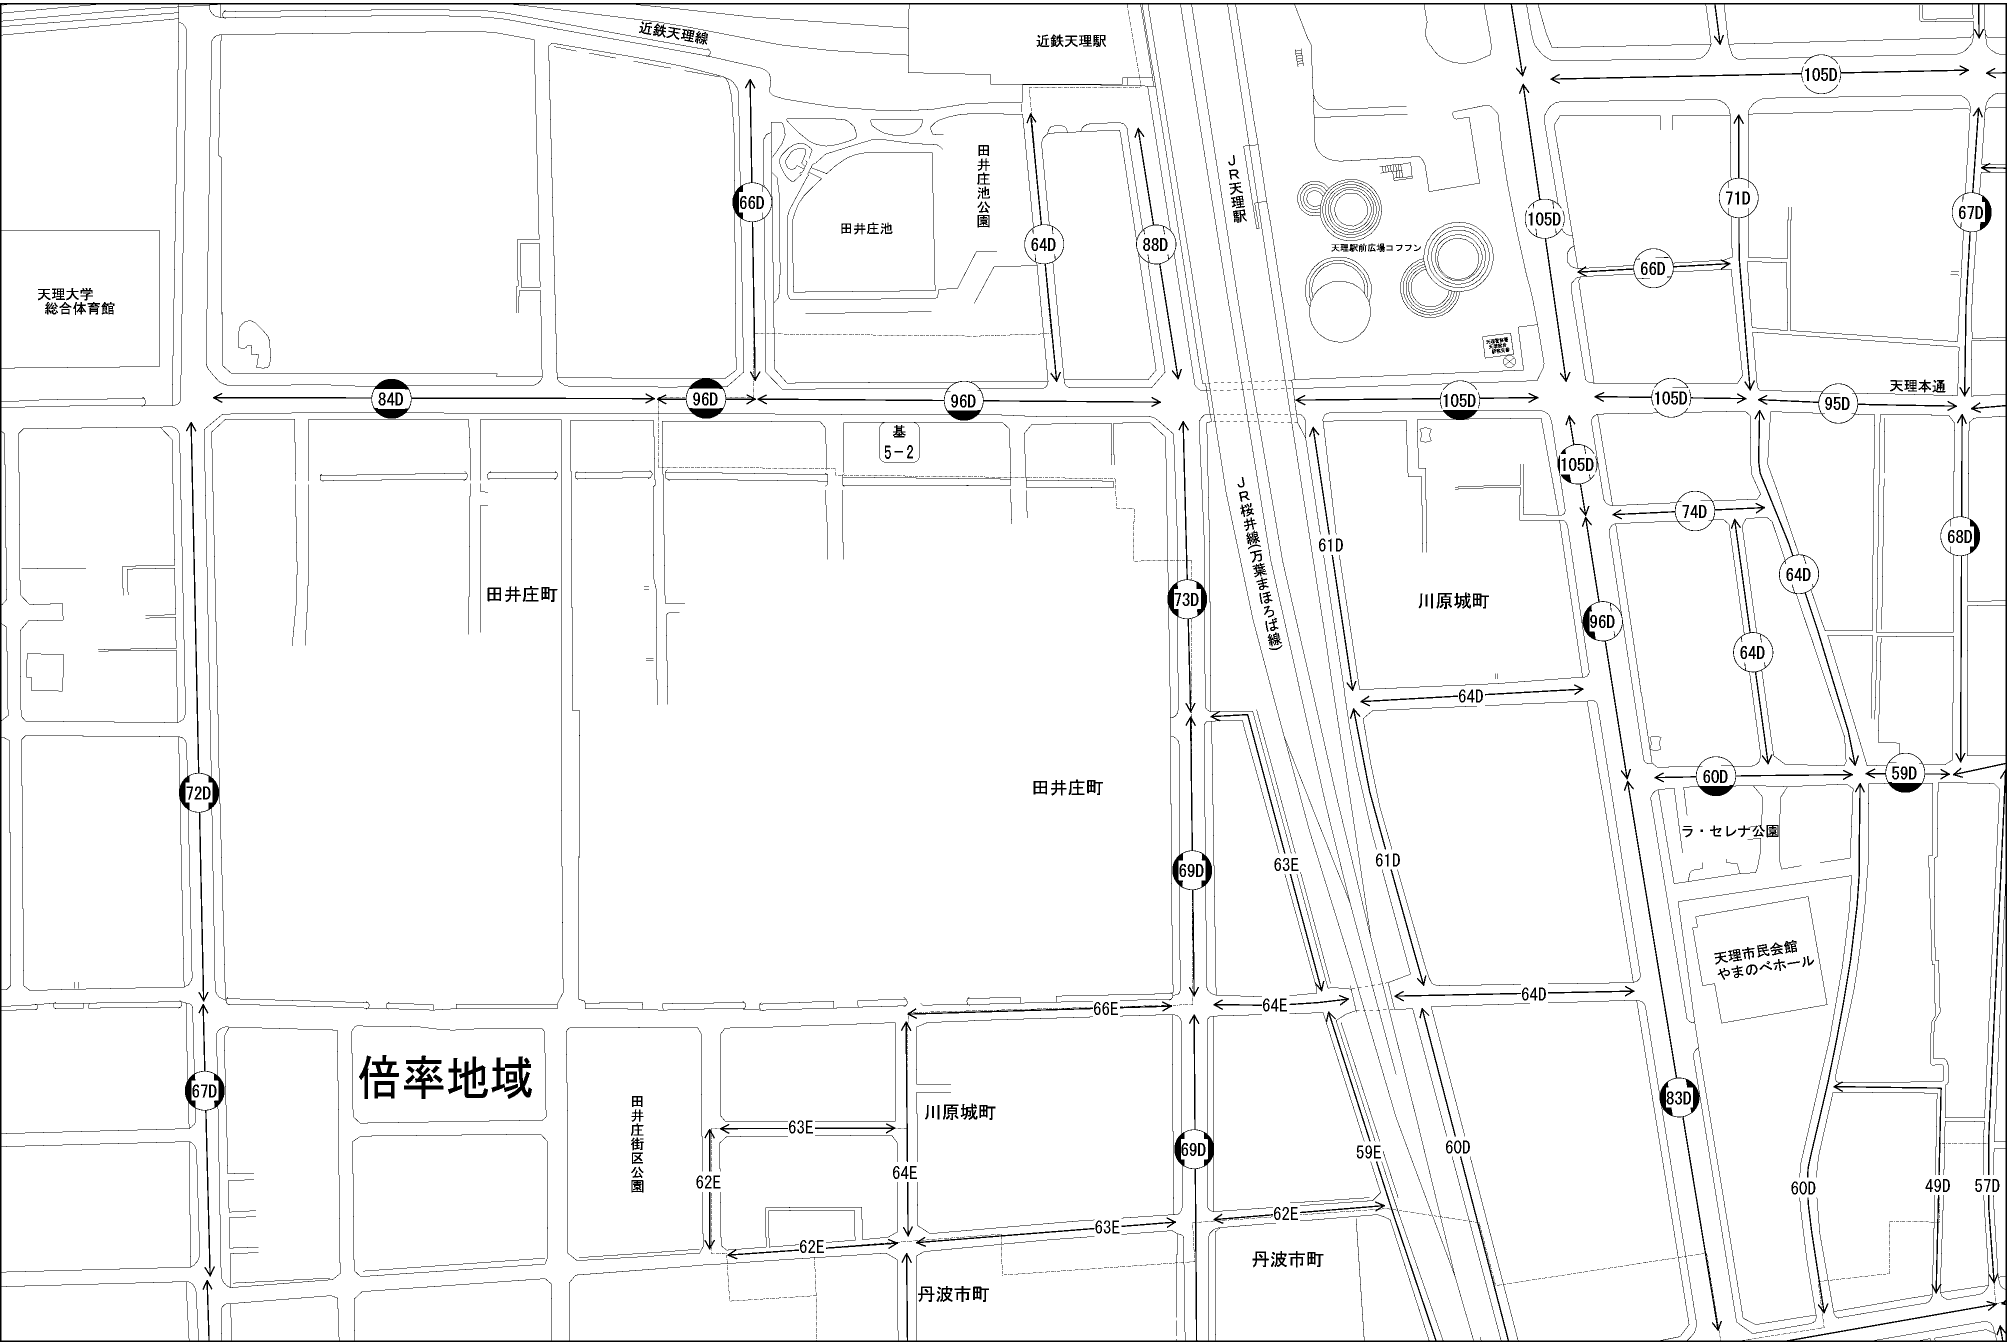 近鉄天理線
近鉄天理駅
105D
66D
田井庄池公園
田井庄池
64D
88D
JR天理駅
天理駅前広場コフフン
105D
71D
67D
66D
天理大学
総合体育館
84D
96D
96D
105D
105D
95D
天理本通
基
5-2
105D
74D
68D
JR桜井線(万葉まほろば線)
61D
64D
田井庄町
73D
川原城町
96D
64D
64D
60D
59D
72D
田井庄町
ラ・セレナ公園
69D
63E
61D
天理市民会館
やまのべホール
66E
64E
64D
倍率地域
67D
田井庄街区公園
川原城町
63E
62E
64E
69D
59E
60D
83D
60D
49D
57D
62E
63E
62E
丹波市町
丹波市町